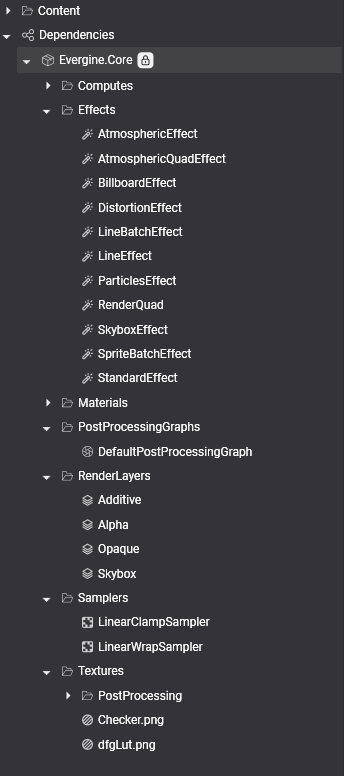 Content
Dependencies
Evergine.Core
Computes
Effects
AtmosphericEffect
AtmosphericQuadEffect
BillboardEffect
DistortionEffect
LineBatchEffect
LineEffect
ParticlesEffect
RenderQuad
SkyboxEffect
SpriteBatchEffect
StandardEffect
Materials
PostProcessingGraphs
DefaultPostProcessingGraph
RenderLayers
Additive
Alpha
Opaque
Skybox
Samplers
LinearClampSampler
LinearWrapSampler
Textures
PostProcessing
Checker.png
dfgLut.png